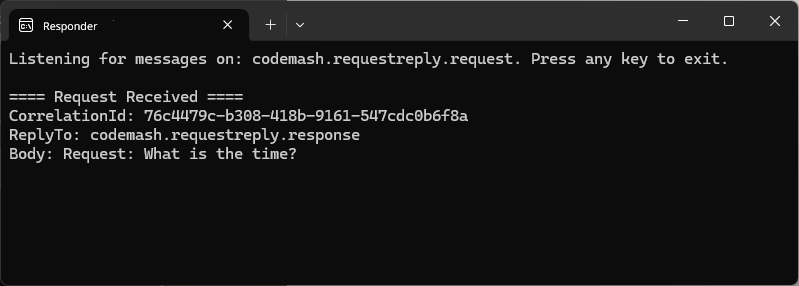 Responder
Listening for messages on: codemash.requestreply.request. Press any key to exit.
==== Request Received ====
CorrelationId: 76c4479c-b308-418b-9161-547cdc0b6f8a
ReplyTo: codemash.requestreply.response
Body: Request: What is the time?